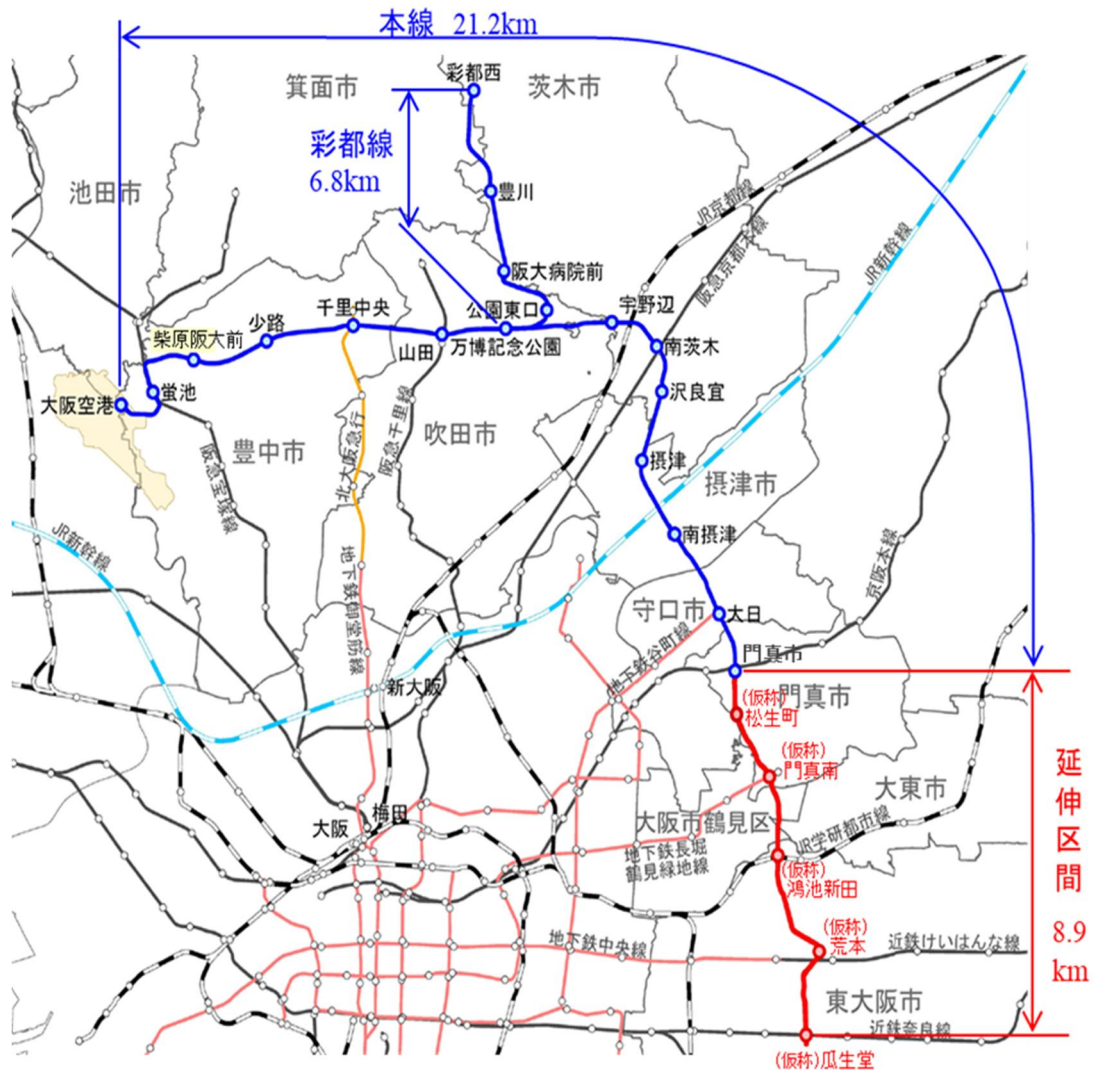 本線 21.2km
彩都西
箕面市
茨木市
彩都線
6.8km
池田市
豊川
JR京都線
阪急京都本線
JR新幹線
阪大病院前
公園東口
宇野辺
千里中央
少路
柴原阪大前
山田
万博記念公園
南茨木
蛍池
大阪空港
沢良宜
豊中市
吹田市
北大阪急行
阪急千里線
阪急宝塚線
摂津
摂津市
南摂津
JR新幹線
京阪本線
地下鉄御堂筋線
守口市
大日
地下鉄谷町線
門真市
新大阪
門真市
(仮称)
松生町
(仮称)
門真南
延伸区間
8.9
km
大東市
梅田
大阪
大阪市鶴見区
JR学研都市線
地下鉄長堀
鶴見緑地線
(仮称)
鴻池新田
(仮称)
荒本
地下鉄中央線
近鉄けいはんな線
東大阪市
近鉄奈良線
(仮称)瓜生堂